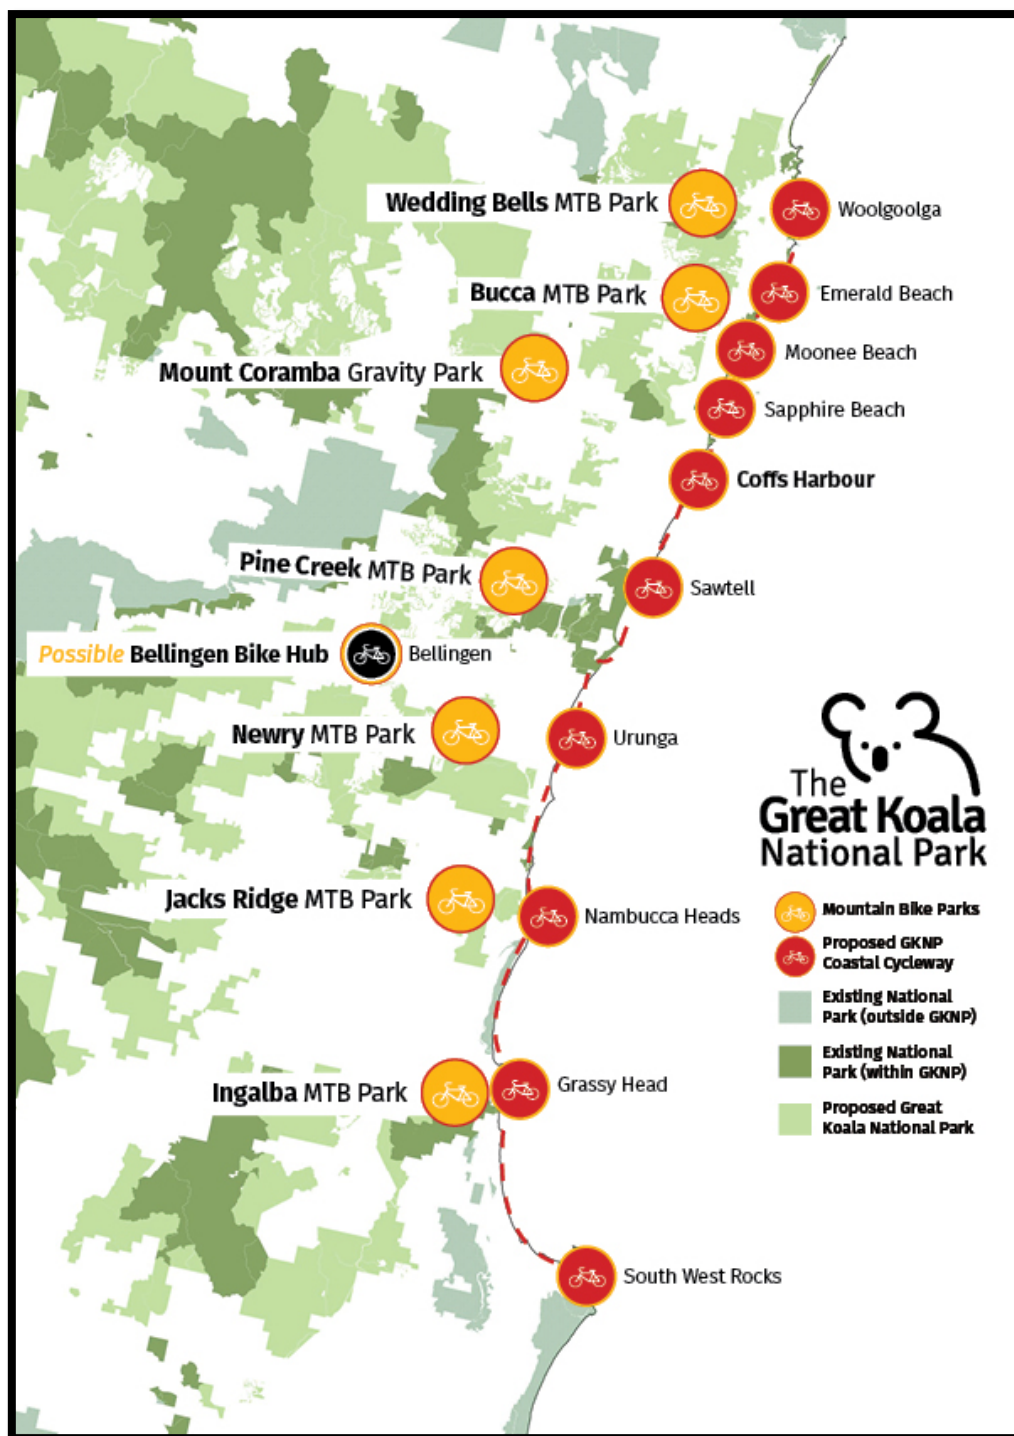 Wedding Bells MTB Park
Woolgoolga
Bucca MTB Park
Emerald Beach
Moonee Beach
Mount Coramba Gravity Park
Sapphire Beach
Coffs Harbour
Pine Creek MTB Park
Sawtell
Possible Bellingen Bike Hub
Bellingen
Newry MTB Park
Urunga
The
Great Koala
National Park
Jacks Ridge MTB Park
Nambucca Heads
Mountain Bike Parks
Proposed GKNP
Coastal Cycleway
Existing National
Park (outside GKNP)
Existing National
Park (within GKNP)
Proposed Great
Koala National Park
Ingalba MTB Park
Grassy Head
South West Rocks